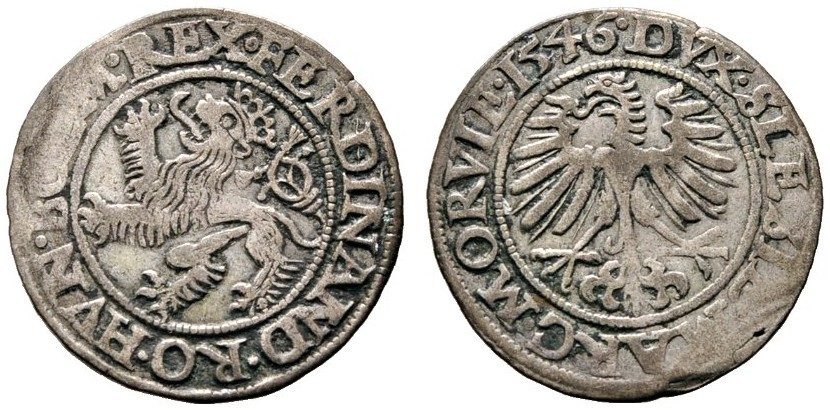 FERDINAND·RO·HVN· REX·
1546·DVX·SLE MORVIE·